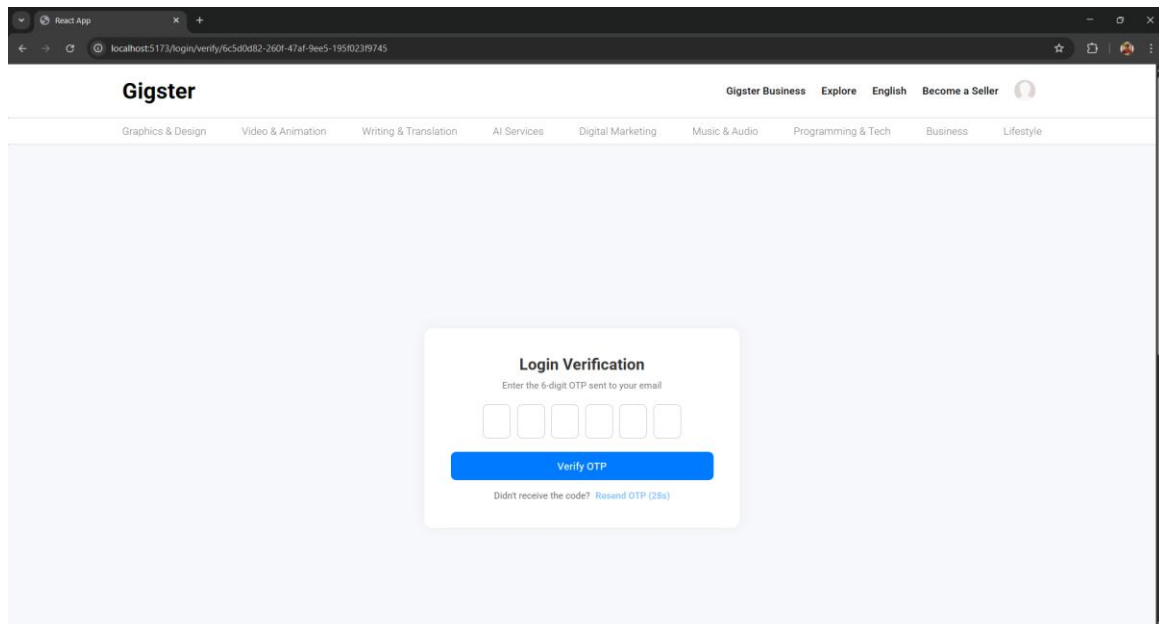 React App
localhost:5173/login/verify/6c5d0d82-260f-47af-9ee5-195f023f9745
Gigster
Gigster Business Explore English Become a Seller
Graphics & Design Video & Animation Writing & Translation AI Services Digital Marketing Music & Audio Programming & Tech Business Lifestyle
Login Verification
Enter the 6-digit OTP sent to your email
Verify OTP
Didn't receive the code? Resend OTP (28s)